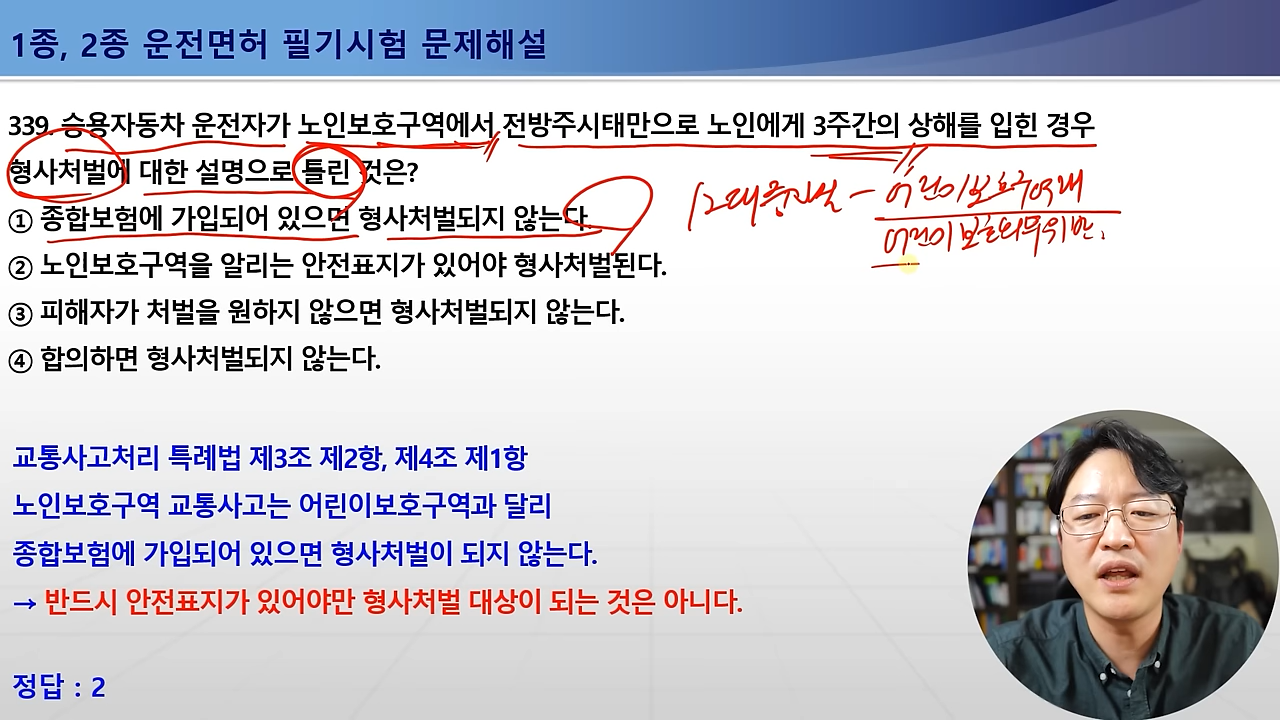 1종, 2종 운전면허 필기시험 문제해설
339. 승용자동차 운전자가 노인보호구역에서 전방주시태만으로 노인에게 3주간의 상해를 입힌 경우
형사처벌에 대한 설명으로 틀린 것은?
① 종합보험에 가입되어 있으면 형사처벌되지 않는다.
12대중과실 - 어린이보호구역내
어린이보호의무위반.
② 노인보호구역을 알리는 안전표지가 있어야 형사처벌된다.
③ 피해자가 처벌을 원하지 않으면 형사처벌되지 않는다.
④ 합의하면 형사처벌되지 않는다.
교통사고처리 특례법 제3조 제2항, 제4조 제1항
노인보호구역 교통사고는 어린이보호구역과 달리
종합보험에 가입되어 있으면 형사처벌이 되지 않는다.
→ 반드시 안전표지가 있어야만 형사처벌 대상이 되는 것은 아니다.
정답 : 2